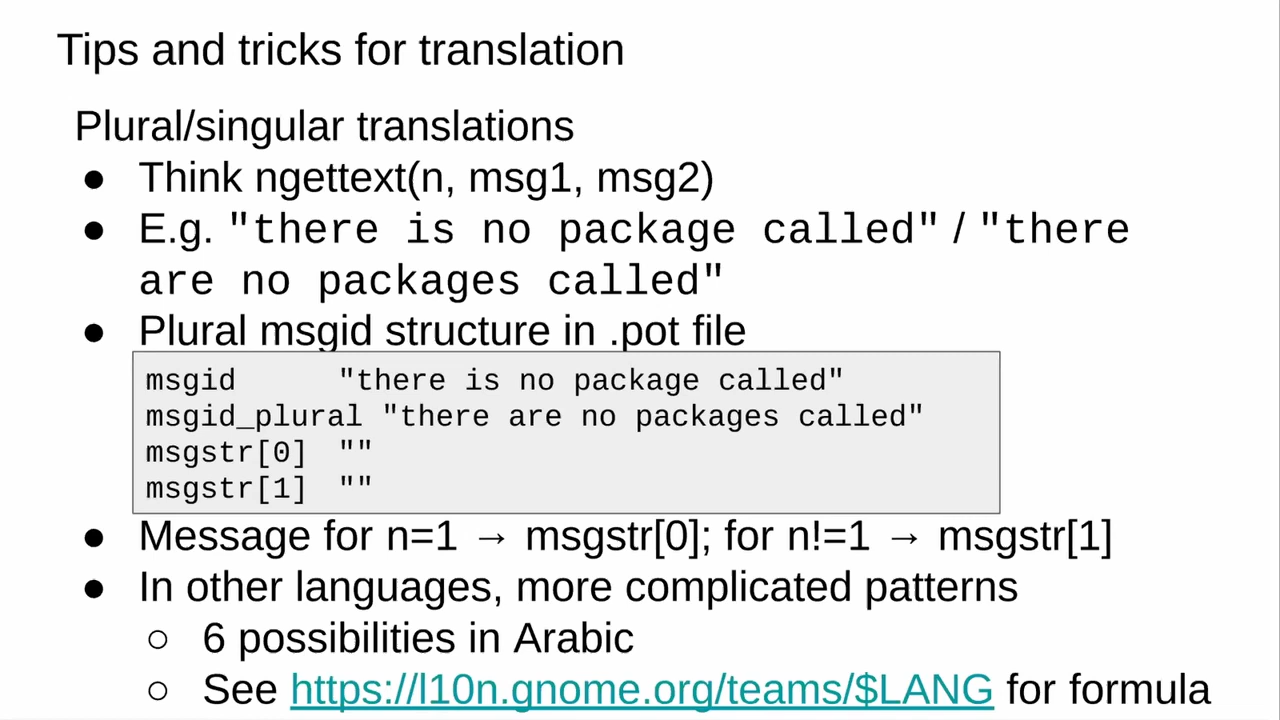 Tips and tricks for translation
Plural/singular translations
● Think ngettext(n, msg1, msg2)
● E.g. "there is no package called" / "there
are no packages called"
● Plural msgid structure in .pot file
msgid      "there is no package called"
msgid_plural "there are no packages called"
msgstr[0]  ""
msgstr[1]  ""
● Message for n=1 → msgstr[0]; for n!=1 → msgstr[1]
● In other languages, more complicated patterns
○ 6 possibilities in Arabic
○ See https://l10n.gnome.org/teams/$LANG for formula